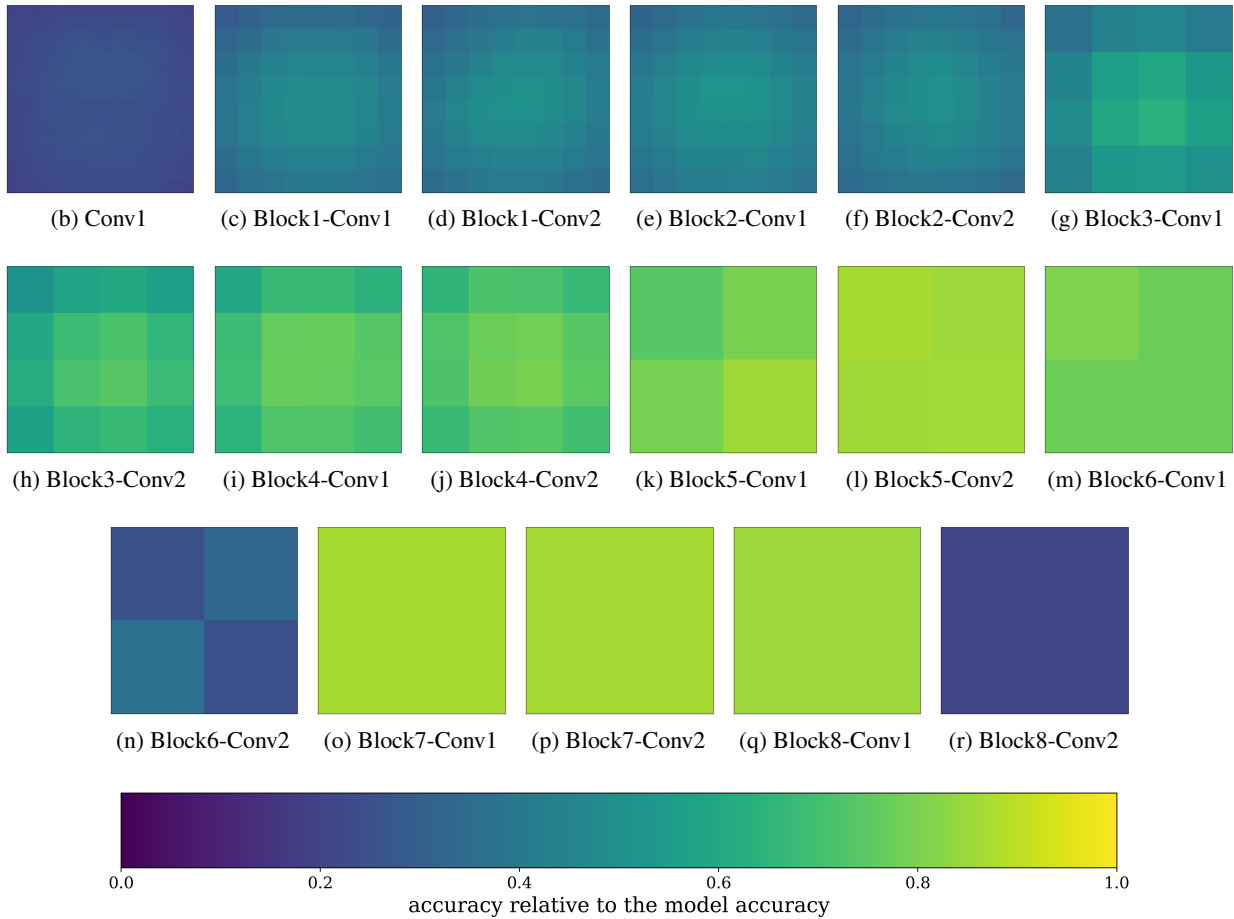 (b) Conv1
(c) Block1-Conv1
(d) Block1-Conv2
(e) Block2-Conv1
(f) Block2-Conv2
(g) Block3-Conv1
(h) Block3-Conv2
(i) Block4-Conv1
(j) Block4-Conv2
(k) Block5-Conv1
(l) Block5-Conv2
(m) Block6-Conv1
(n) Block6-Conv2
(o) Block7-Conv1
(p) Block7-Conv2
(q) Block8-Conv1
(r) Block8-Conv2
0.0 0.2 0.4 0.6 0.8 1.0
accuracy relative to the model accuracy